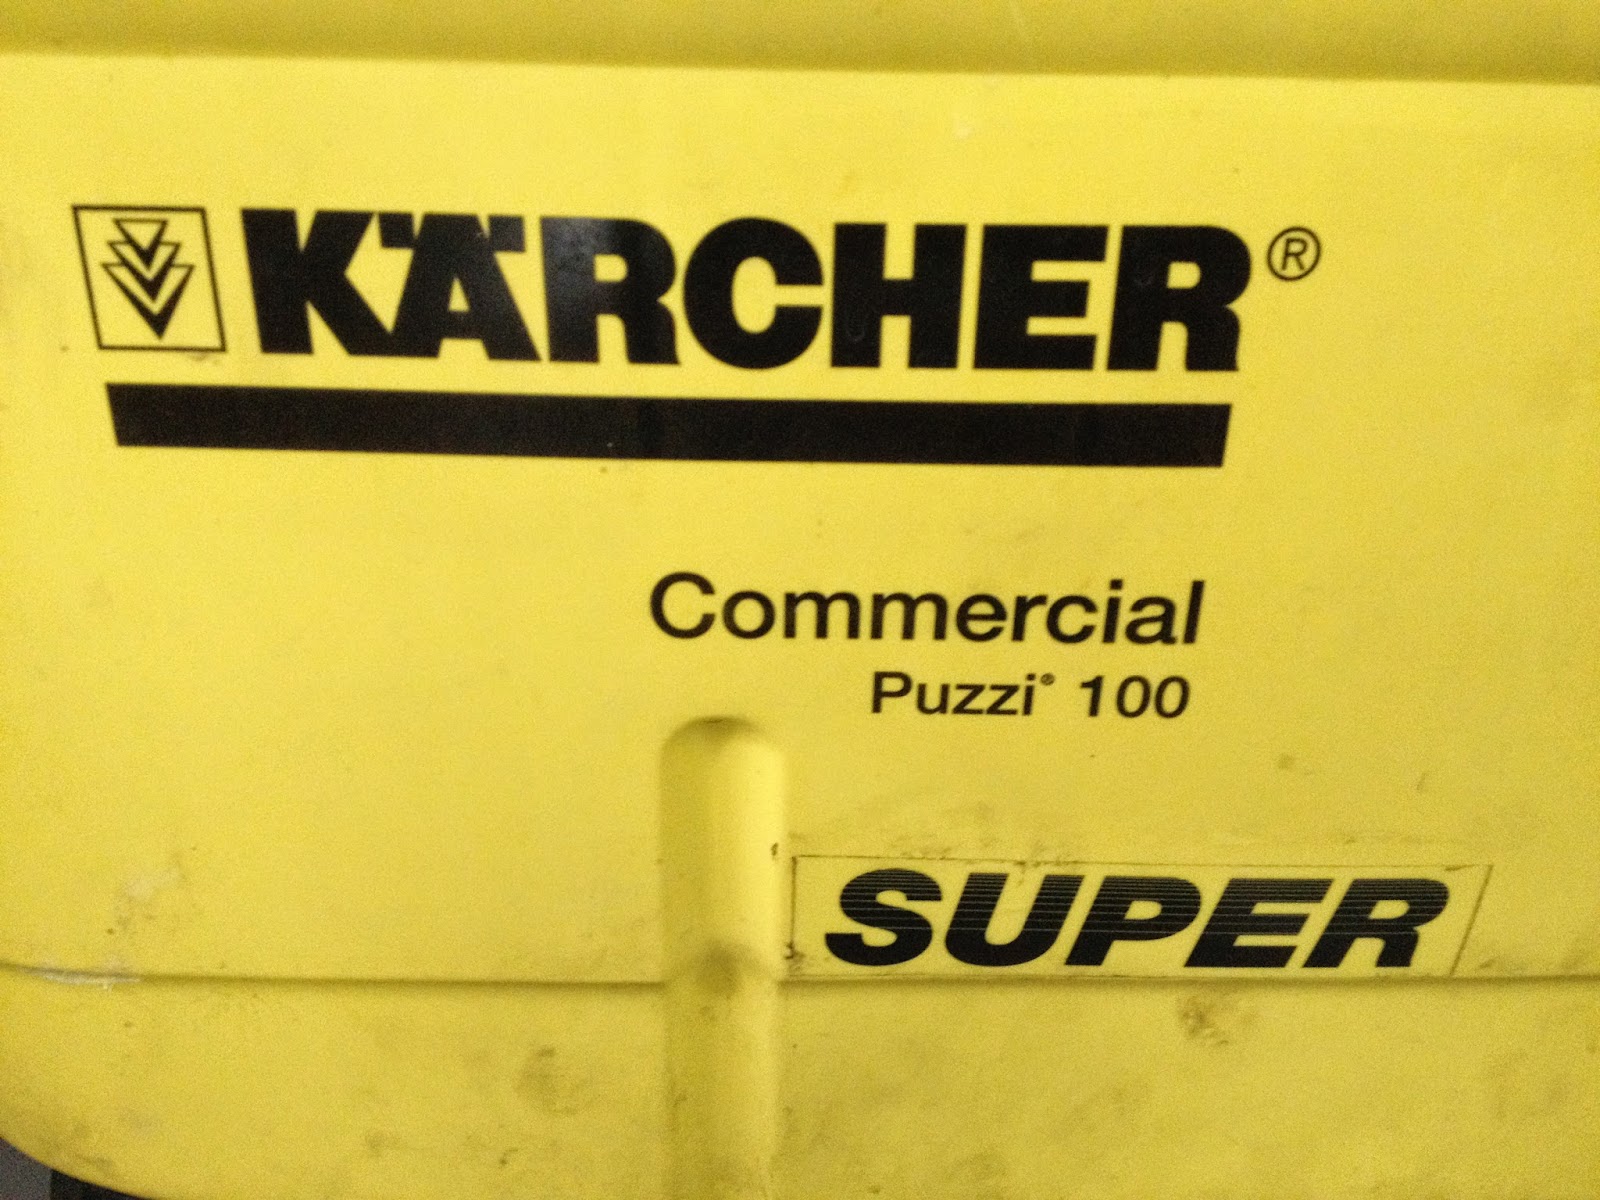 KÄRCHER®
Commercial
Puzzi® 100
SUPER